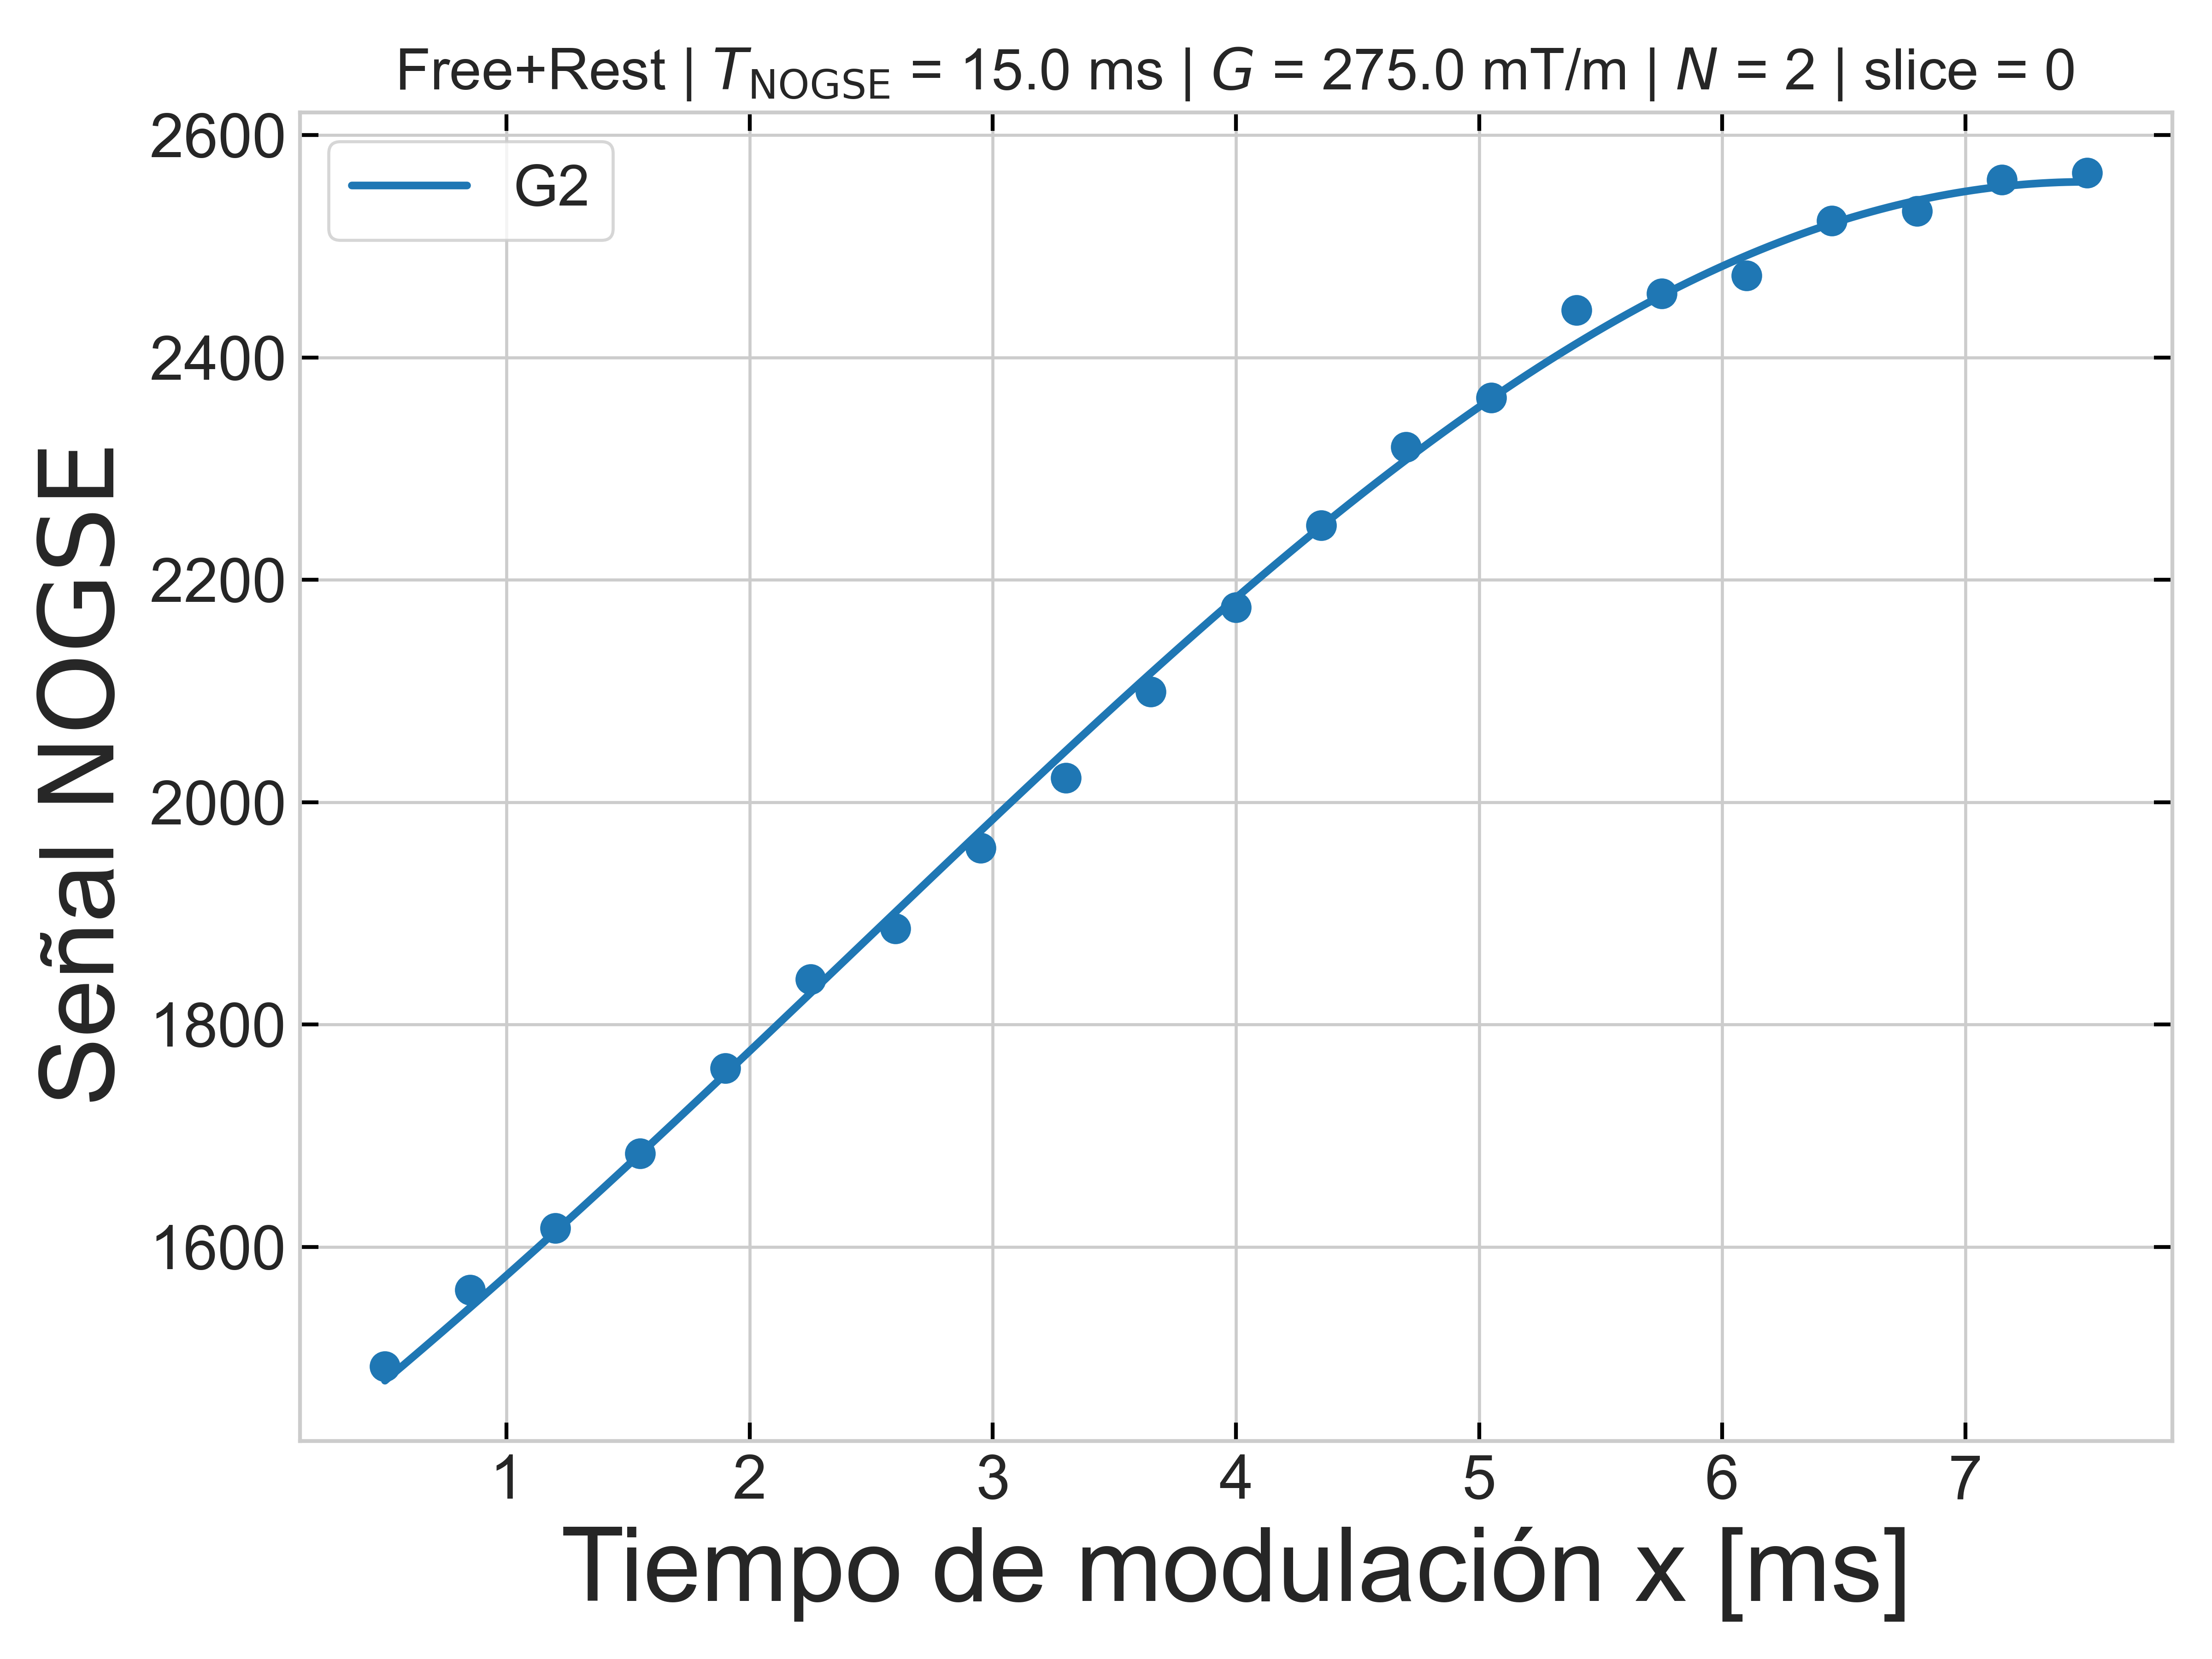 Free+Rest | T_NOGSE = 15.0 ms | G = 275.0 mT/m | N = 2 | slice = 0
G2
2600
2400
2200
2000
1800
1600
Señal NOGSE
1 2 3 4 5 6 7
Tiempo de modulación x [ms]